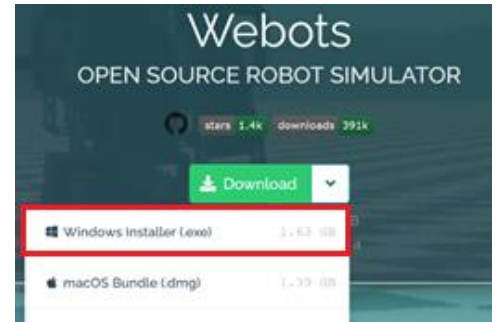 Webots
OPEN SOURCE ROBOT SIMULATOR
stars 1.4k downloads 391k
Download
Windows Installer (.exe) 1.63 GB
macOS Bundle (.dmg) 1.39 GB